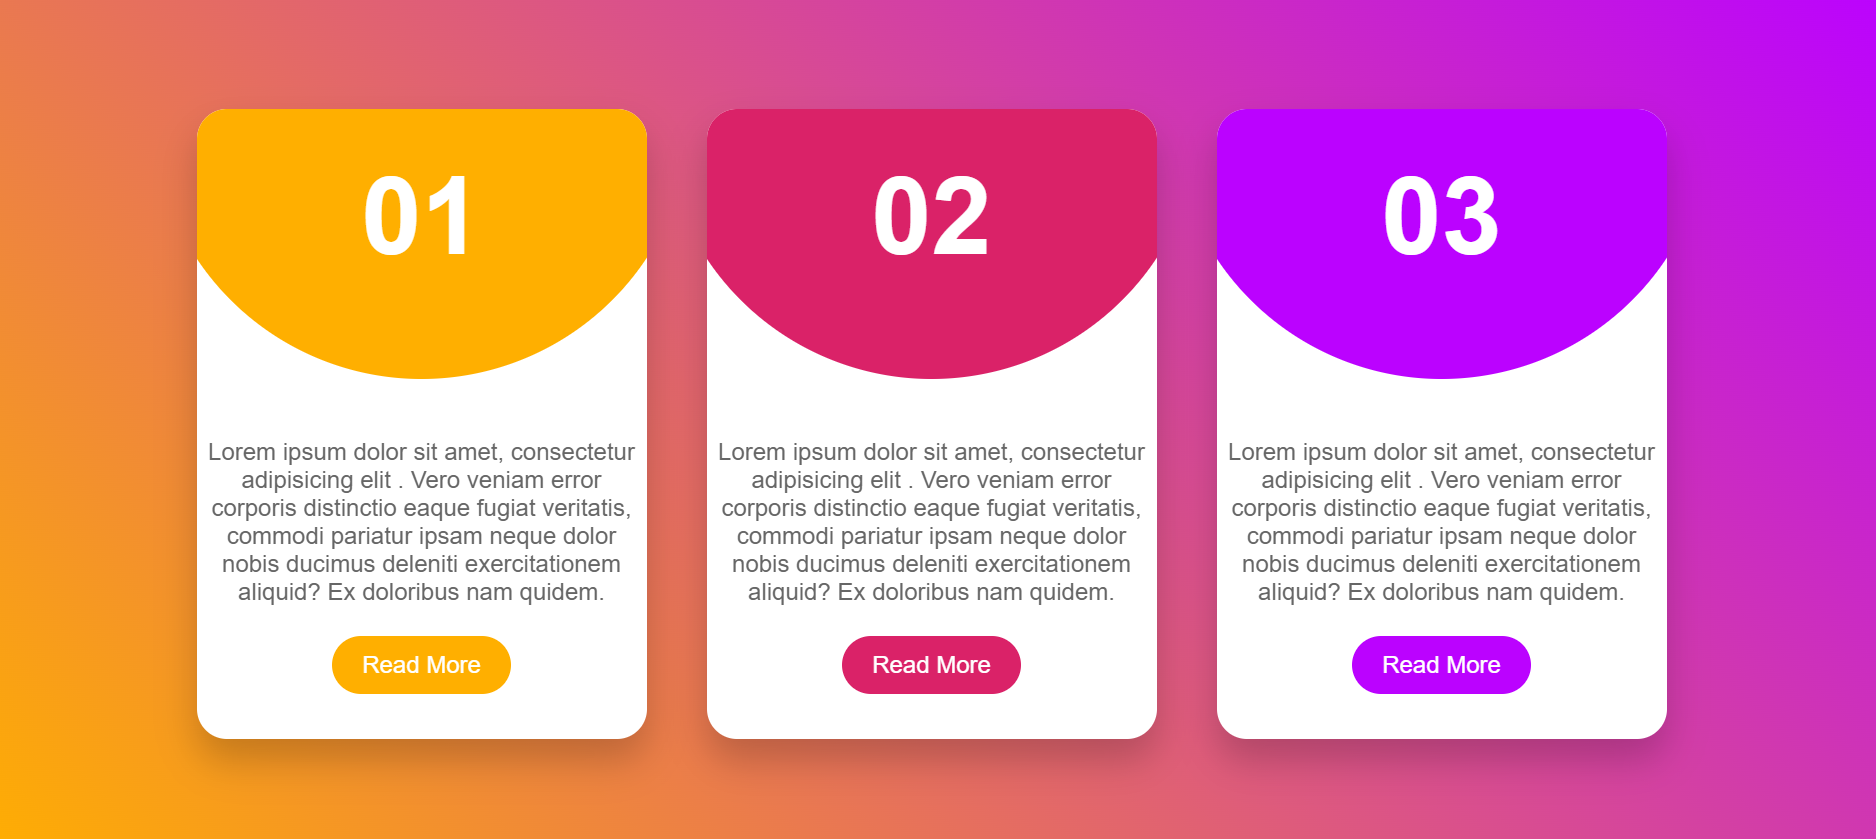 01
Lorem ipsum dolor sit amet, consectetur
adipisicing elit . Vero veniam error
corporis distinctio eaque fugiat veritatis,
commodi pariatur ipsam neque dolor
nobis ducimus deleniti exercitationem
aliquid? Ex doloribus nam quidem.
Read More
02
Lorem ipsum dolor sit amet, consectetur
adipisicing elit . Vero veniam error
corporis distinctio eaque fugiat veritatis,
commodi pariatur ipsam neque dolor
nobis ducimus deleniti exercitationem
aliquid? Ex doloribus nam quidem.
Read More
03
Lorem ipsum dolor sit amet, consectetur
adipisicing elit . Vero veniam error
corporis distinctio eaque fugiat veritatis,
commodi pariatur ipsam neque dolor
nobis ducimus deleniti exercitationem
aliquid? Ex doloribus nam quidem.
Read More